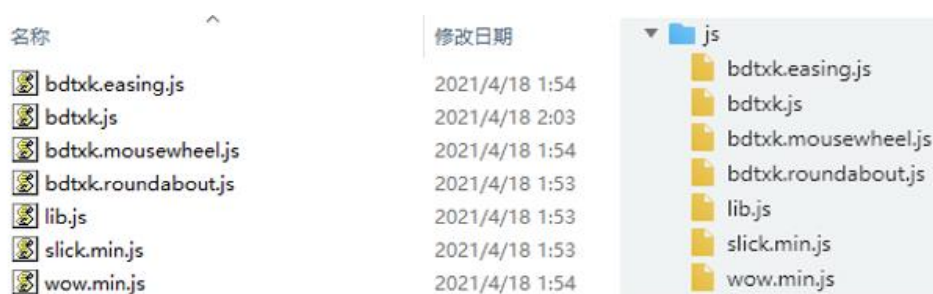 名称 修改日期
bdtxk.easing.js 2021/4/18 1:54
bdtxk.js 2021/4/18 2:03
bdtxk.mousewheel.js 2021/4/18 1:54
bdtxk.roundabout.js 2021/4/18 1:53
lib.js 2021/4/18 1:53
slick.min.js 2021/4/18 1:53
wow.min.js 2021/4/18 1:54
js
bdtxk.easing.js
bdtxk.js
bdtxk.mousewheel.js
bdtxk.roundabout.js
lib.js
slick.min.js
wow.min.js